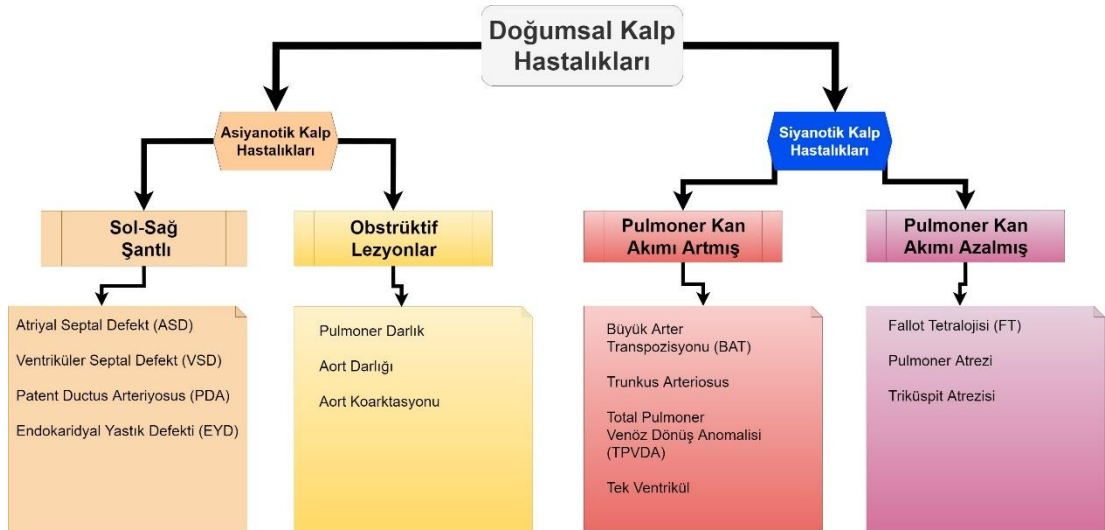 Doğumsal Kalp
Hastalıkları
Asiyanotik Kalp
Hastalıkları
Siyanotik Kalp
Hastalıkları
Sol-Sağ
Şantlı
Obstrüktif
Lezyonlar
Pulmoner Kan
Akımı Artmış
Pulmoner Kan
Akımı Azalmış
Atriyal Septal Defekt (ASD)
Ventriküler Septal Defekt (VSD)
Patent Ductus Arteriyosus (PDA)
Endokaridyal Yastık Defekti (EYD)
Pulmoner Darlık
Aort Darlığı
Aort Koarktasyonu
Büyük Arter
Transpozisyonu (BAT)
Trunkus Arteriosus
Total Pulmoner
Venöz Dönüş Anomalisi
(TPVDA)
Tek Ventrikül
Fallot Tetralojisi (FT)
Pulmoner Atrezi
Triküspit Atrezisi